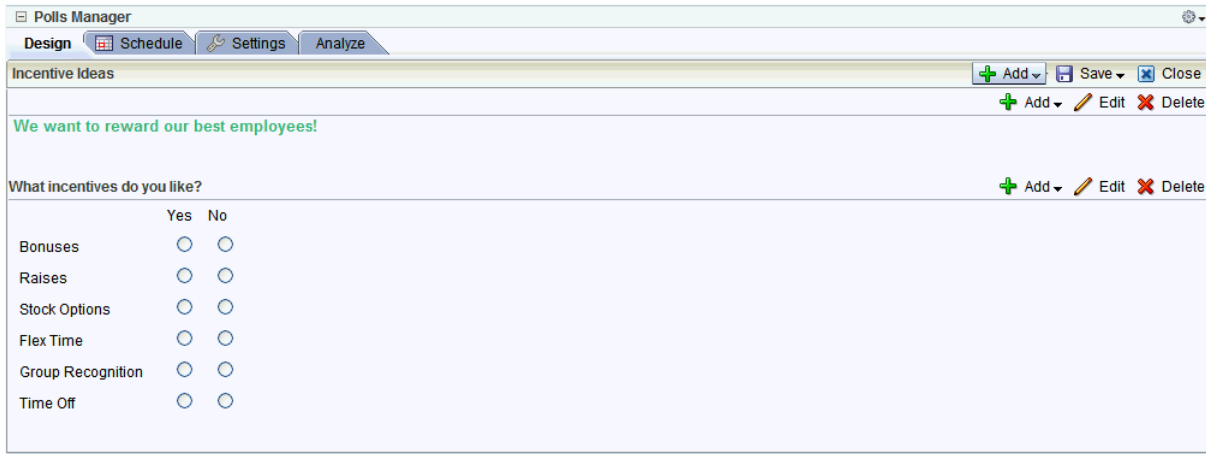 Polls Manager
Design Schedule Settings Analyze
Incentive Ideas Add Save Close
Add Edit Delete
We want to reward our best employees!
What incentives do you like? Add Edit Delete
Yes No
Bonuses
Raises
Stock Options
Flex Time
Group Recognition
Time Off